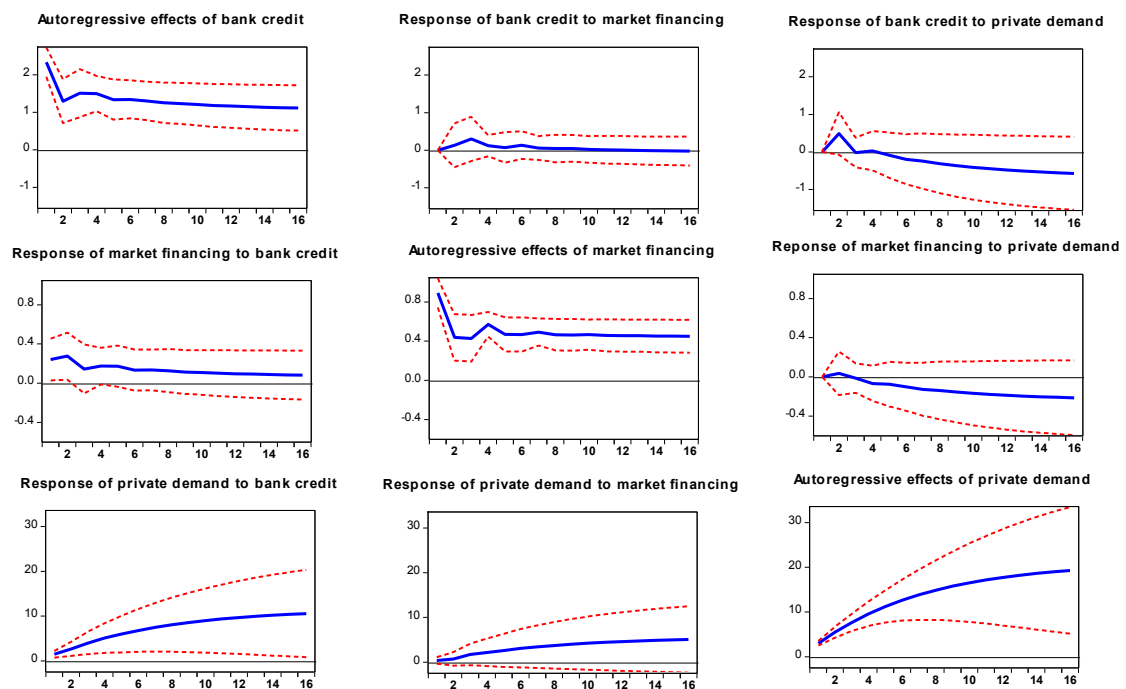 Autoregressive effects of bank credit
2
1
0
-1
2 4 6 8 10 12 14 16
Response of bank credit to market financing
2
1
0
-1
2 4 6 8 10 12 14 16
Response of bank credit to private demand
2
1
0
-1
2 4 6 8 10 12 14 16
Response of market financing to bank credit
0.8
0.4
0.0
-0.4
2 4 6 8 10 12 14 16
Autoregressive effects of market financing
0.8
0.4
0.0
-0.4
2 4 6 8 10 12 14 16
Reponse of market financing to private demand
0.8
0.4
0.0
-0.4
2 4 6 8 10 12 14 16
Response of private demand to bank credit
30
20
10
0
2 4 6 8 10 12 14 16
Response of private demand to market financing
30
20
10
0
2 4 6 8 10 12 14 16
Autoregressive effects of private demand
30
20
10
0
2 4 6 8 10 12 14 16